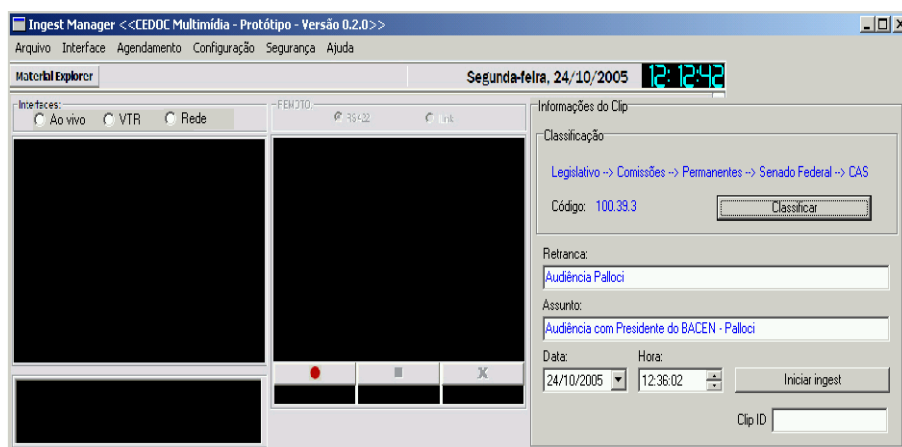 Ingest Manager <<CEDOC Multimídia - Protótipo - Versão 0.2.0>>
Arquivo Interface Agendamento Configuração Segurança Ajuda
Material Explorer
Segunda-feira, 24/10/2005 12:12:42
Interfaces:
Ao vivo VTR Rede
REMOTO:
RS422 Link
Informações do Clip
Classificação
Legislativo --> Comissões --> Permanentes --> Senado Federal --> CAS
Código: 100.39.3 Classificar
Retranca:
Audiência Palloci
Assunto:
Audiência com Presidente do BACEN - Palloci
Data: Hora:
24/10/2005 12:36:02 Iniciar ingest
Clip ID